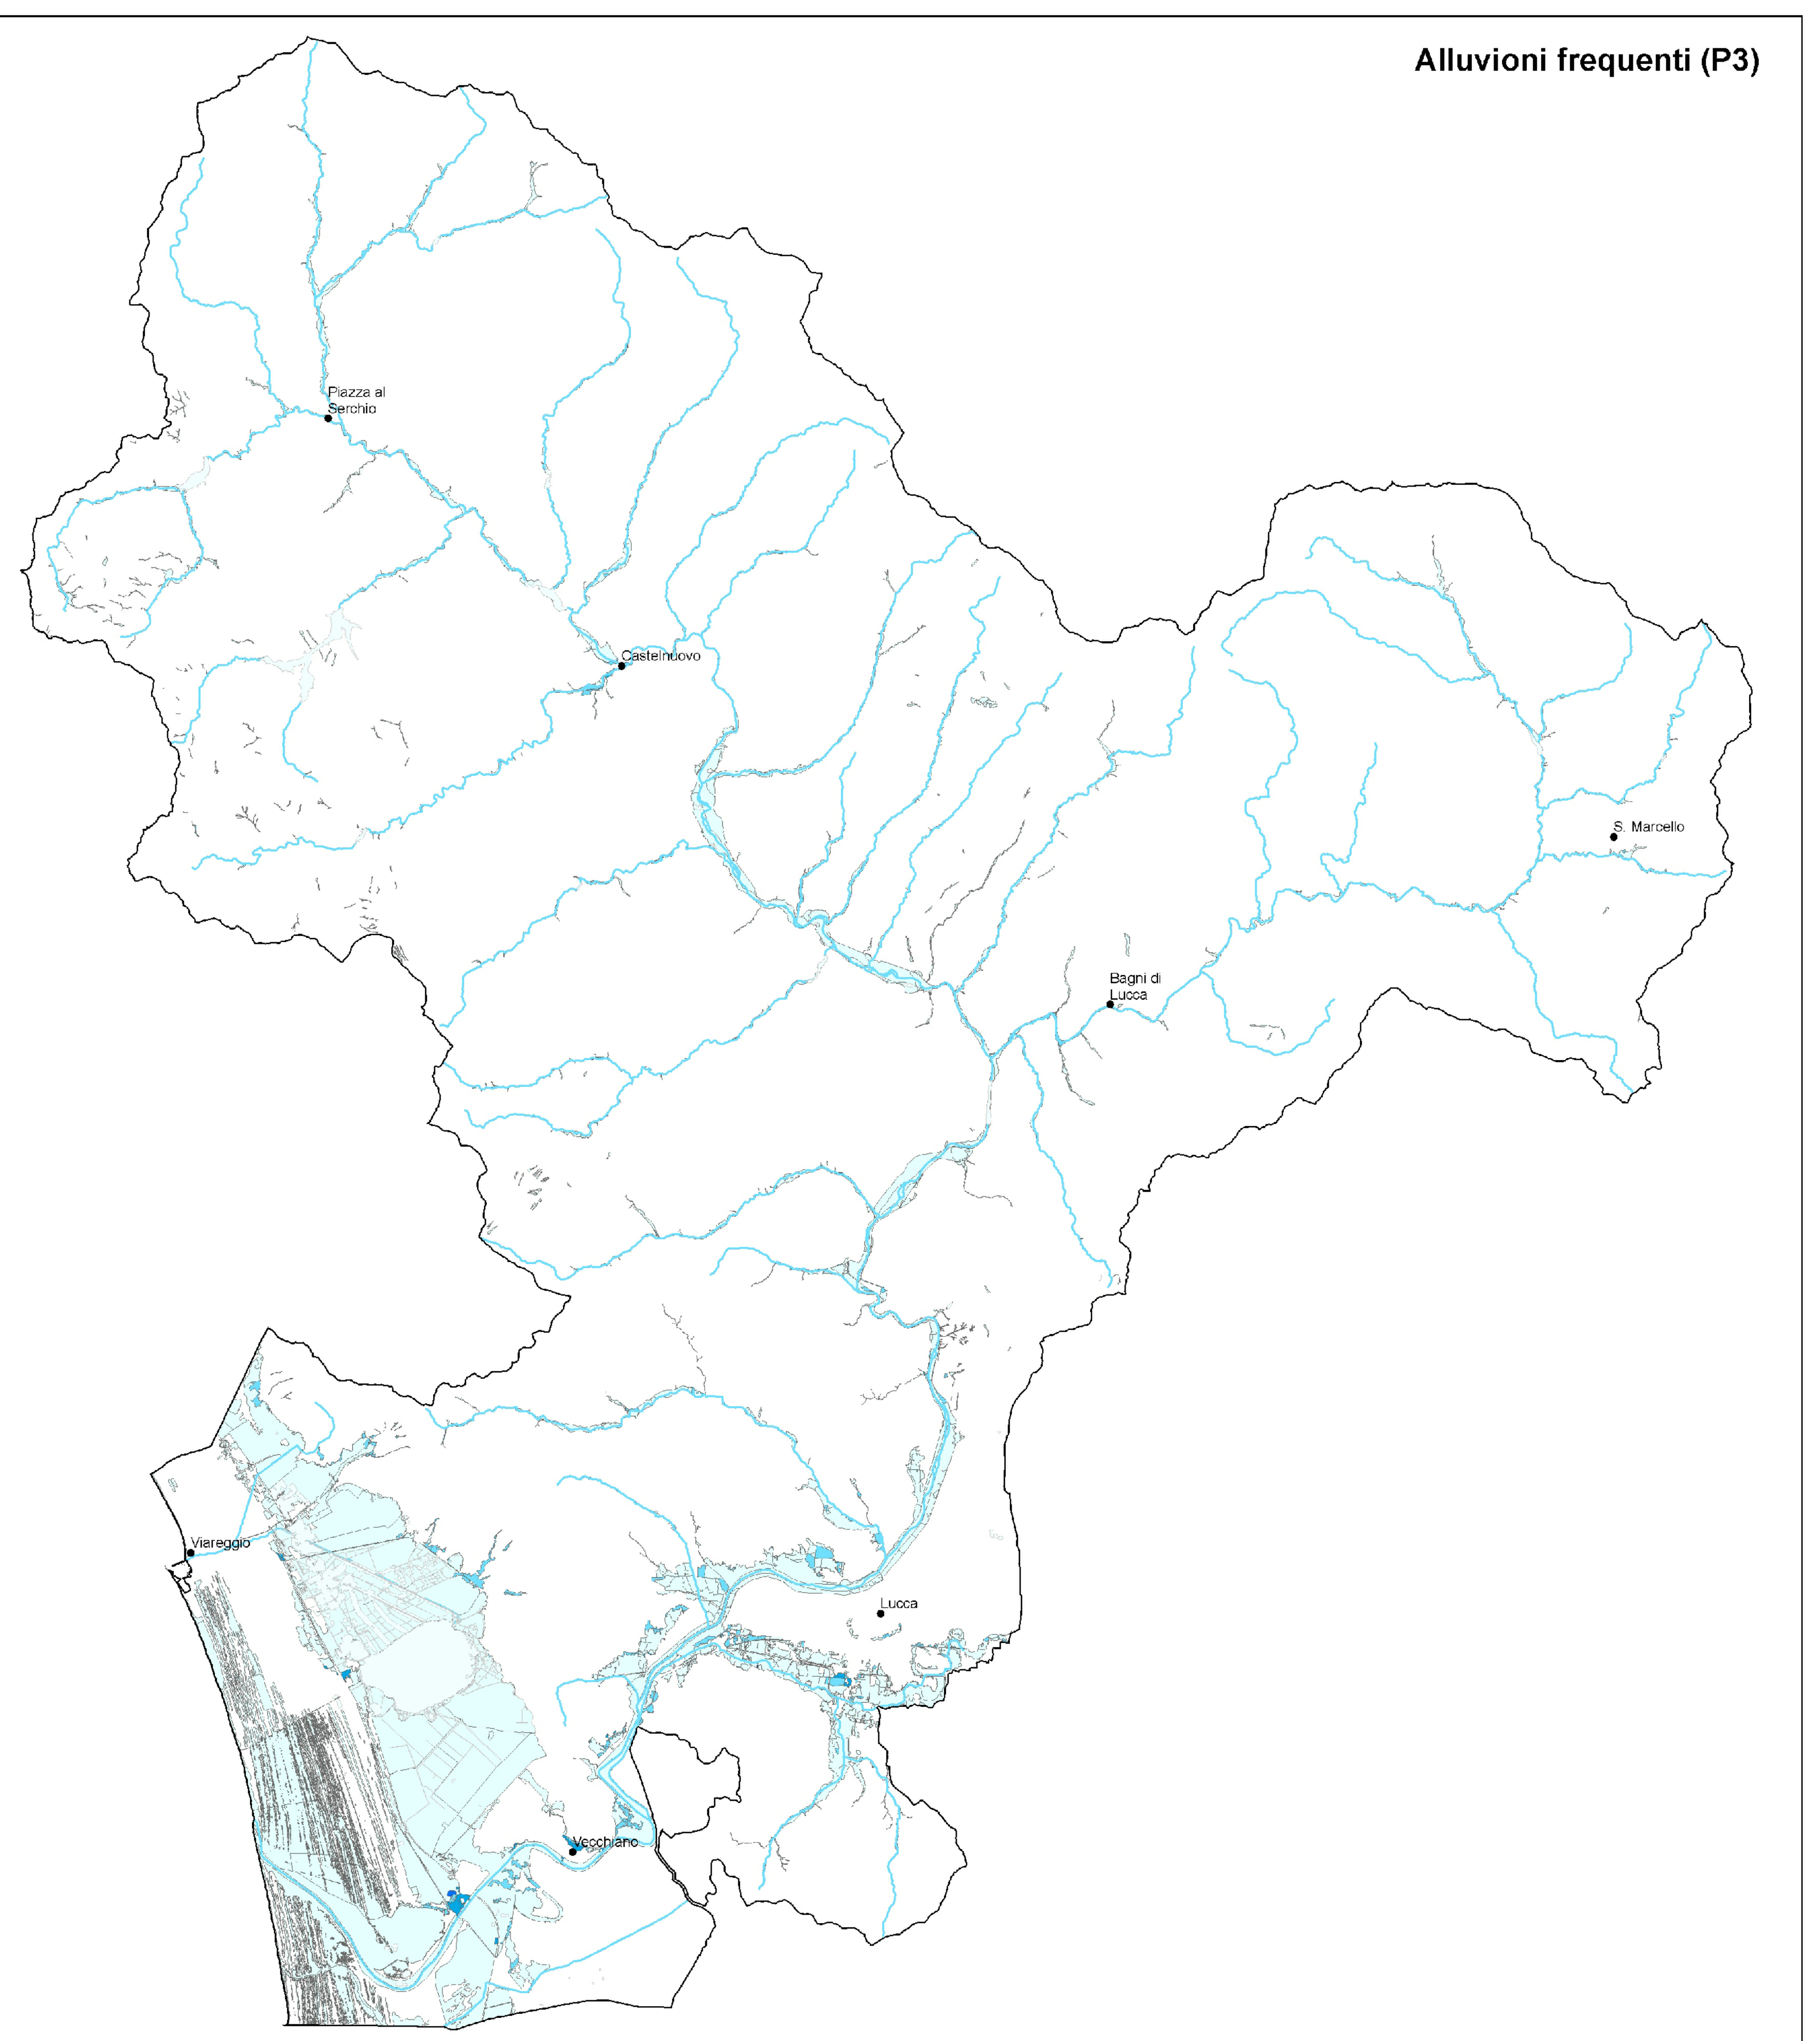 Alluvioni frequenti (P3)
Piazza al
Serchio
Castelnuovo
S. Marcello
Bagni di
Lucca
Viareggio
Lucca
Vecchiano